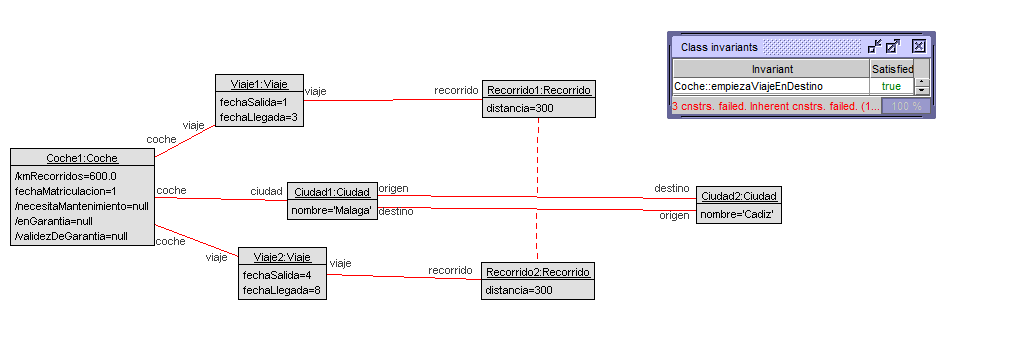 Class invariants
Invariant Satisfied
Coche::empiezaViajeEnDestino true
3 cnstrs. failed. Inherent cnstrs. failed. (1... 100 %
Viaje1:Viaje
fechaSalida=1
fechaLlegada=3
viaje
recorrido
Recorrido1:Recorrido
distancia=300
viaje
coche
Coche1:Coche
/kmRecorridos=600.0
fechaMatriculacion=1
/necesitaMantenimiento=null
/enGarantia=null
/validezDeGarantia=null
coche
ciudad
Ciudad1:Ciudad
nombre='Malaga'
origen
destino
destino
origen
Ciudad2:Ciudad
nombre='Cadiz'
coche
viaje
Viaje2:Viaje
fechaSalida=4
fechaLlegada=8
viaje
recorrido
Recorrido2:Recorrido
distancia=300